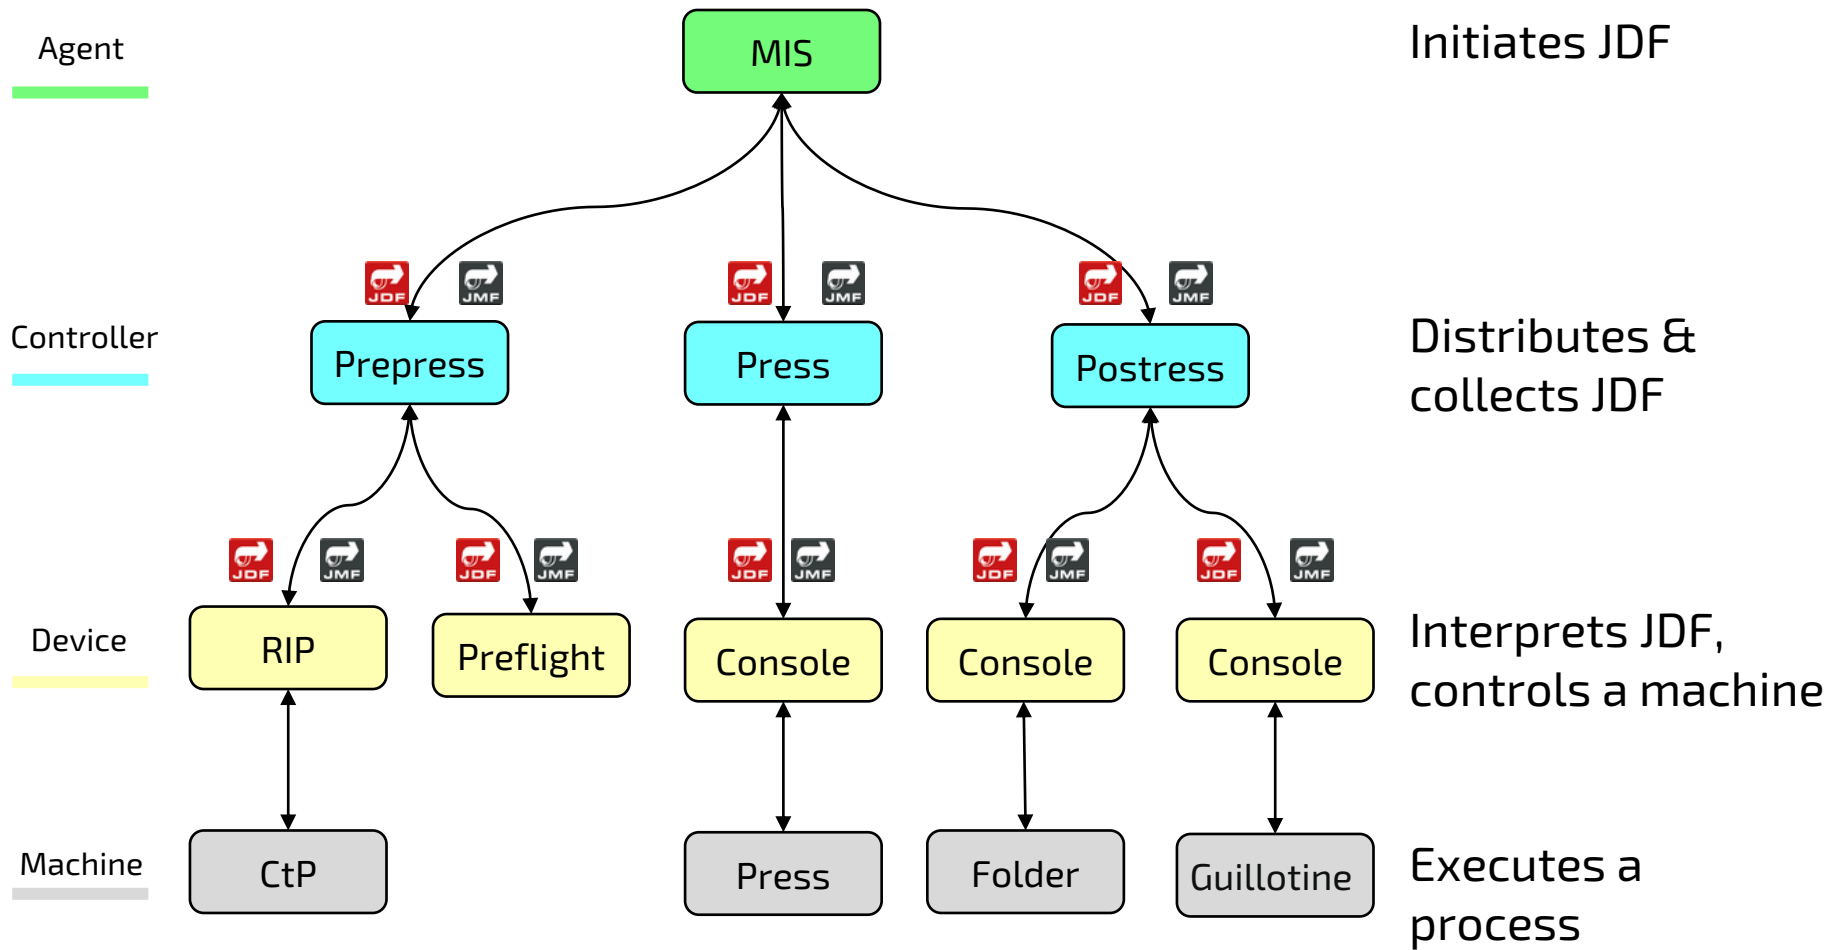 Agent
MIS
Initiates JDF
JDF
JMF
JDF
JMF
JDF
JMF
Controller
Prepress
Press
Postress
Distributes &
collects JDF
JDF
JMF
JDF
JMF
JDF
JMF
JDF
JMF
JDF
JMF
Device
RIP
Preflight
Console
Console
Console
Interprets JDF,
controls a machine
Machine
CtP
Press
Folder
Guillotine
Executes a
process